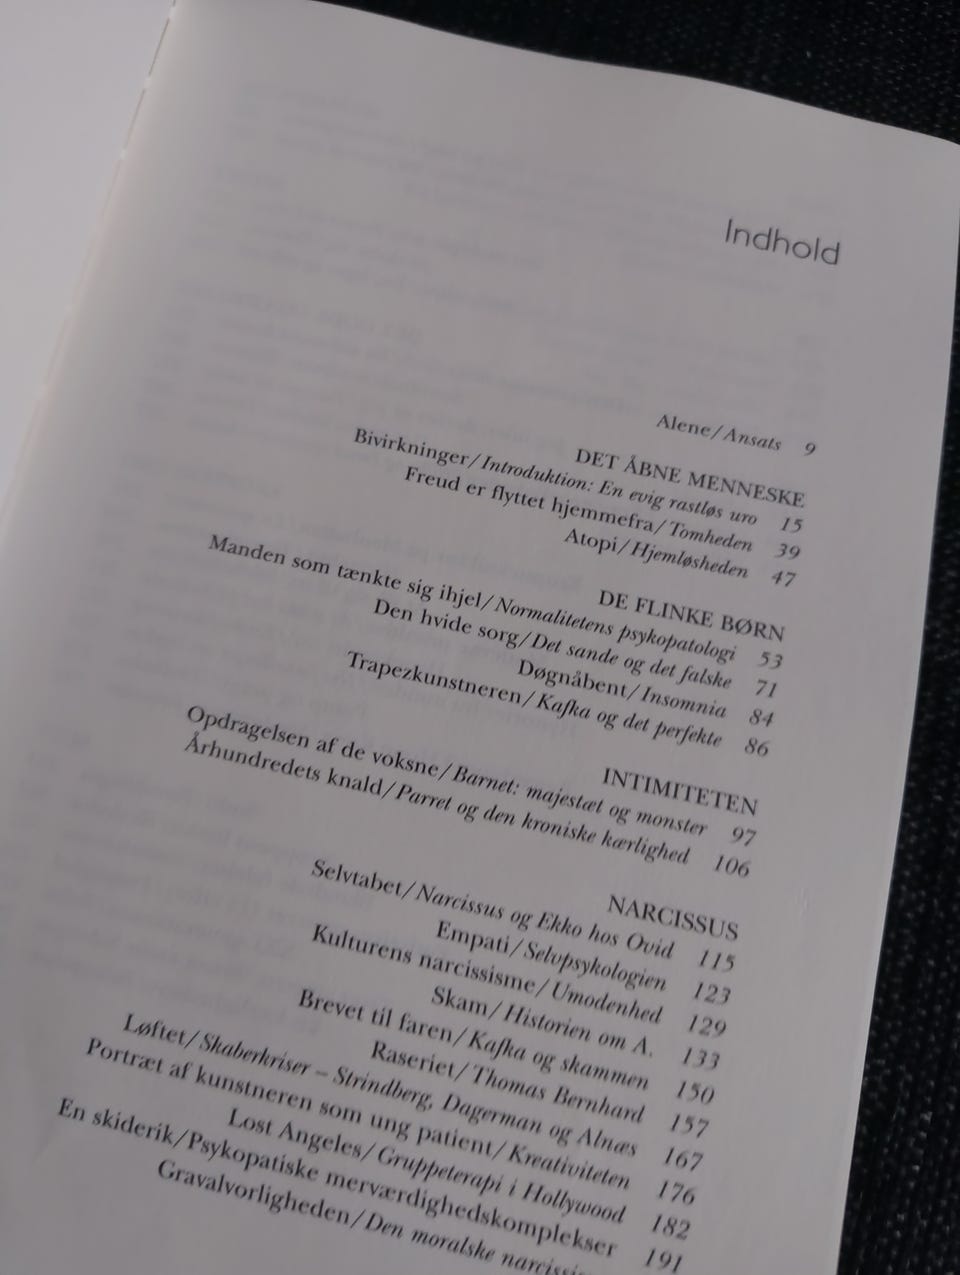 Indhold
Alene/Ansats 9
DET ÅBNE MENNESKE
Bivirkninger/Introduktion: En evig rastløs uro 15
Freud er flyttet hjemmefra/Tomheden 39
Atopi/Hjemløsheden 47
DE FLINKE BØRN
Manden som tænkte sig ihjel/Normalitetens psykopatologi 53
Den hvide sorg/Det sande og det falske 71
Døgnåbent/Insomnia 84
Trapezkunstneren/Kafka og det perfekte 86
INTIMITETEN
Opdragelsen af de voksne/Barnet: majestæt og monster 97
Århundredets knald/Parret og den kroniske kærlighed 106
NARCISSUS
Selvtabet/Narcissus og Ekko hos Ovid 115
Empati/Selvpsykologien 123
Kulturens narcissisme/Umodenhed 129
Skam/Historien om A. 133
Brevet til faren/Kafka og skammen 150
Raseriet/Thomas Bernhard 157
Løftet/Skaberkriser – Strindberg, Dagerman og Alnæs 167
Portræt af kunstneren som ung patient/Kreativiteten 176
Lost Angeles/Gruppeterapi i Hollywood 182
En skiderik/Psykopatiske merværdighedskomplekser 191
Gravalvorligheden/Den moralske